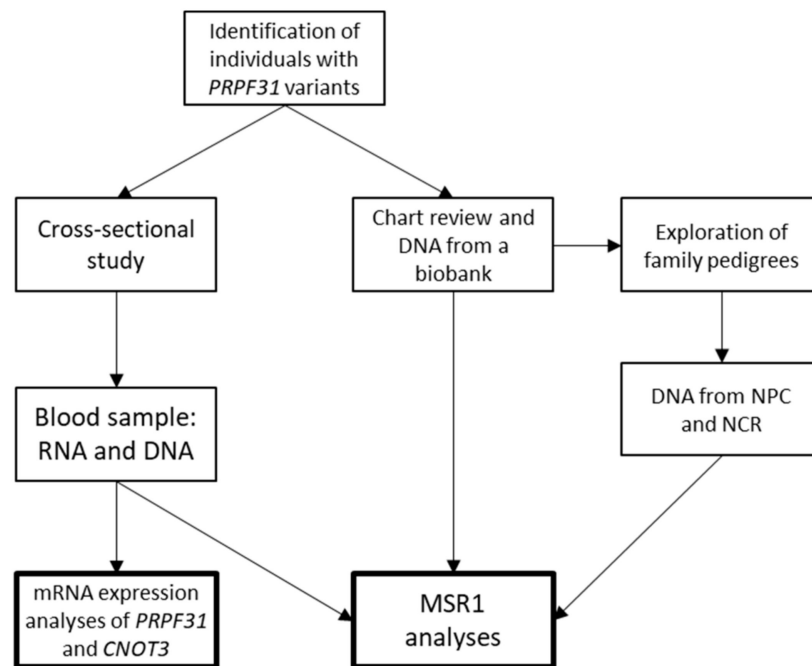 Identification of
individuals with
PRPF31 variants
Cross-sectional
study
Chart review and
DNA from a
biobank
Exploration of
family pedigrees
Blood sample:
RNA and DNA
DNA from NPC
and NCR
mRNA expression
analyses of PRPF31
and CNOT3
MSR1
analyses